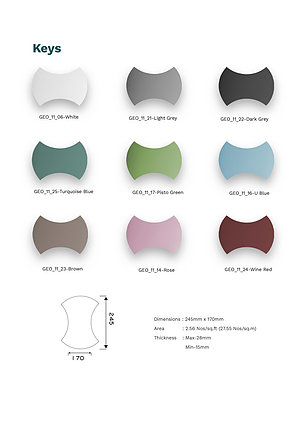 Keys
GEO_11_06-White
GEO_11_21-Light Grey
GEO_11_22-Dark Grey
GEO_11_25-Turquoise Blue
GEO_11_17-Pisto Green
GEO_11_16-U Blue
GEO_11_23-Brown
GEO_11_14-Rose
GEO_11_24-Wine Red
245
170
Dimensions : 245mm x 170mm
Area : 2.56 Nos/sq.ft (27.55 Nos/sq.m)
Thickness : Max-28mm
Min-15mm